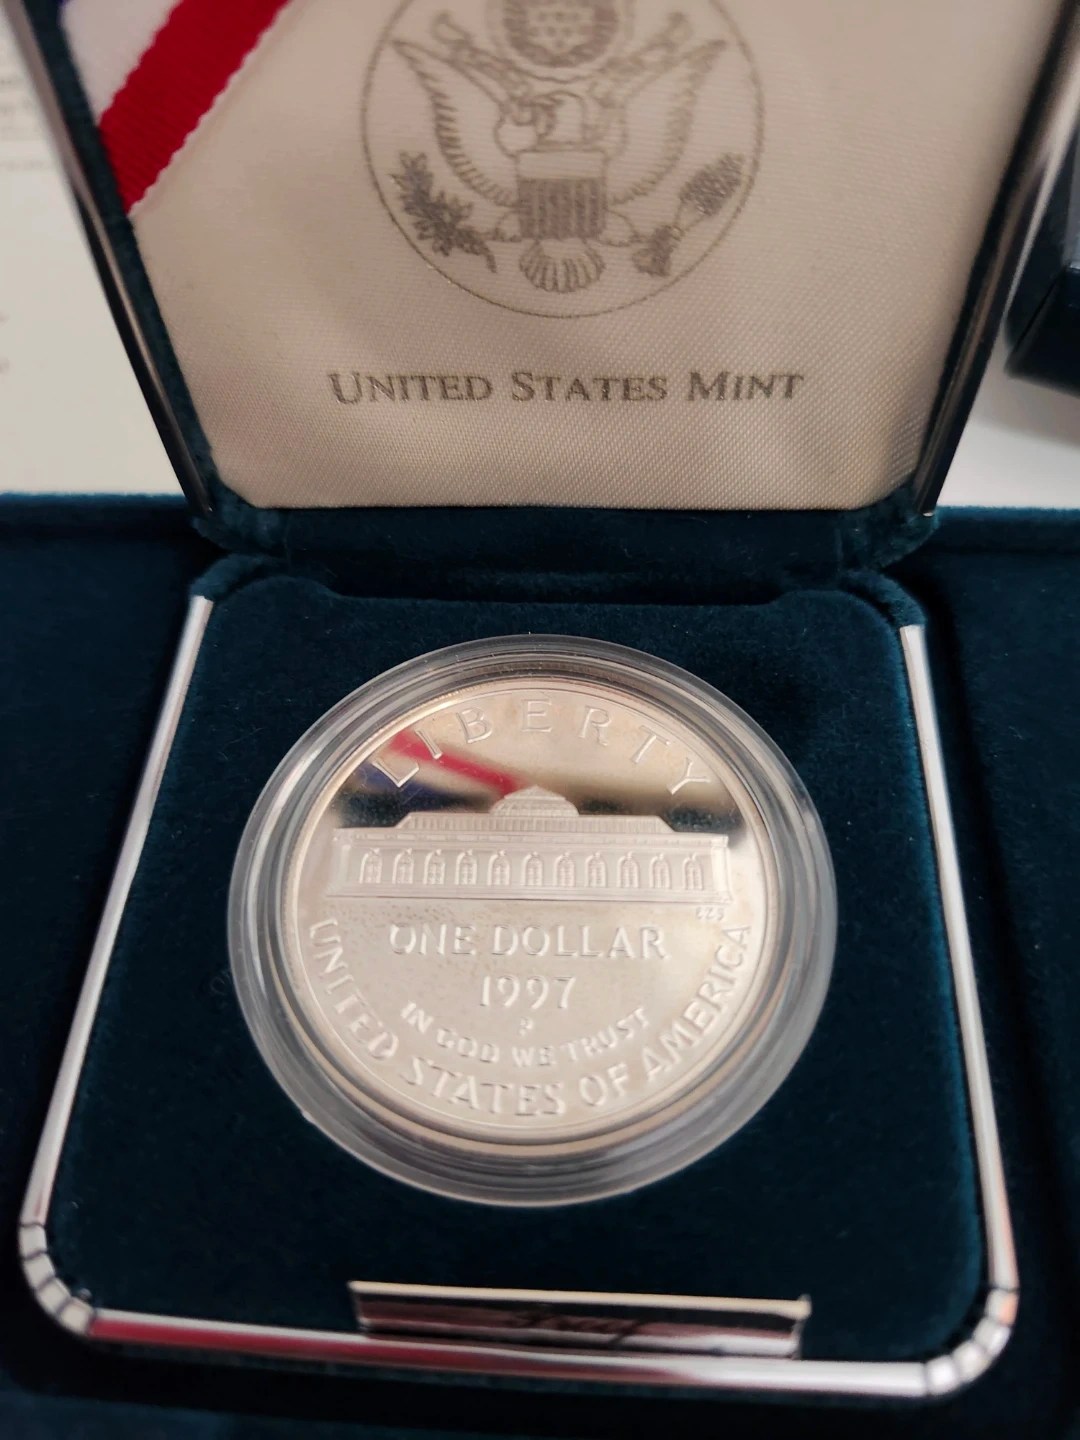 UNITED STATES MINT
LIBERTY
ONE DOLLAR
1997
P
IN GOD WE TRUST
UNITED STATES OF AMERICA